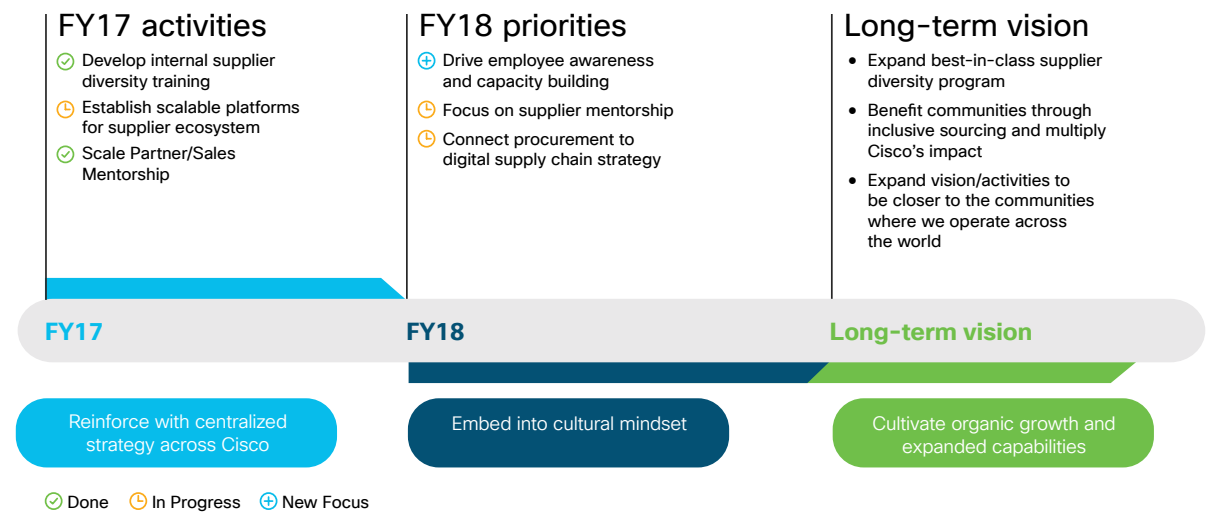 FY17 activities
Develop internal supplier
diversity training
Establish scalable platforms
for supplier ecosystem
Scale Partner/Sales
Mentorship
FY18 priorities
Drive employee awareness
and capacity building
Focus on supplier mentorship
Connect procurement to
digital supply chain strategy
Long-term vision
• Expand best-in-class supplier
diversity program
• Benefit communities through
inclusive sourcing and multiply
Cisco's impact
• Expand vision/activities to
be closer to the communities
where we operate across
the world
FY17
FY18
Long-term vision
Reinforce with centralized
strategy across Cisco
Embed into cultural mindset
Cultivate organic growth and
expanded capabilities
Done In Progress New Focus